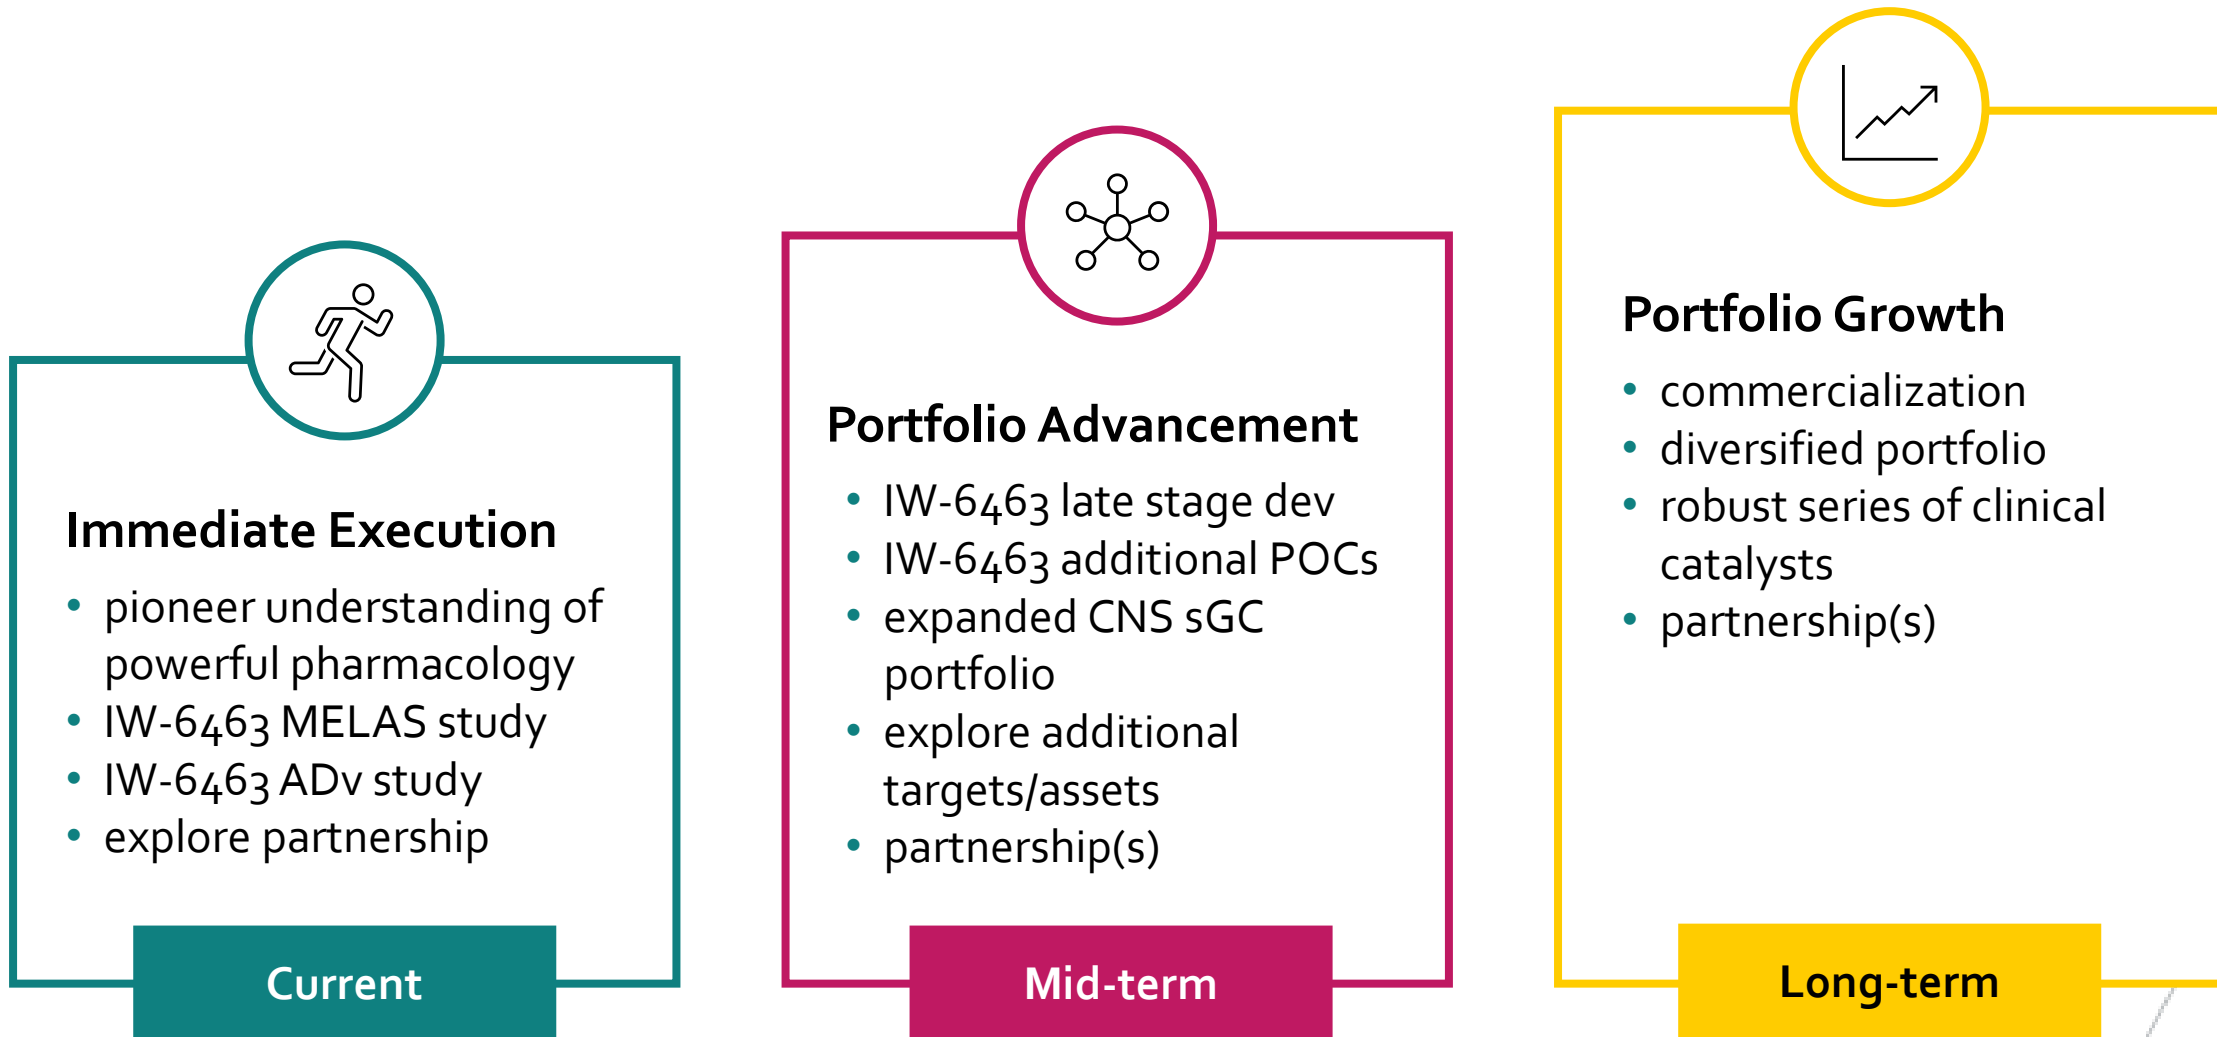 Immediate Execution
• pioneer understanding of
powerful pharmacology
• IW-6463 MELAS study
• IW-6463 ADv study
• explore partnership
Current
Portfolio Advancement
• IW-6463 late stage dev
• IW-6463 additional POCs
• expanded CNS sGC
portfolio
• explore additional
targets/assets
• partnership(s)
Mid-term
Portfolio Growth
• commercialization
• diversified portfolio
• robust series of clinical
catalysts
• partnership(s)
Long-term